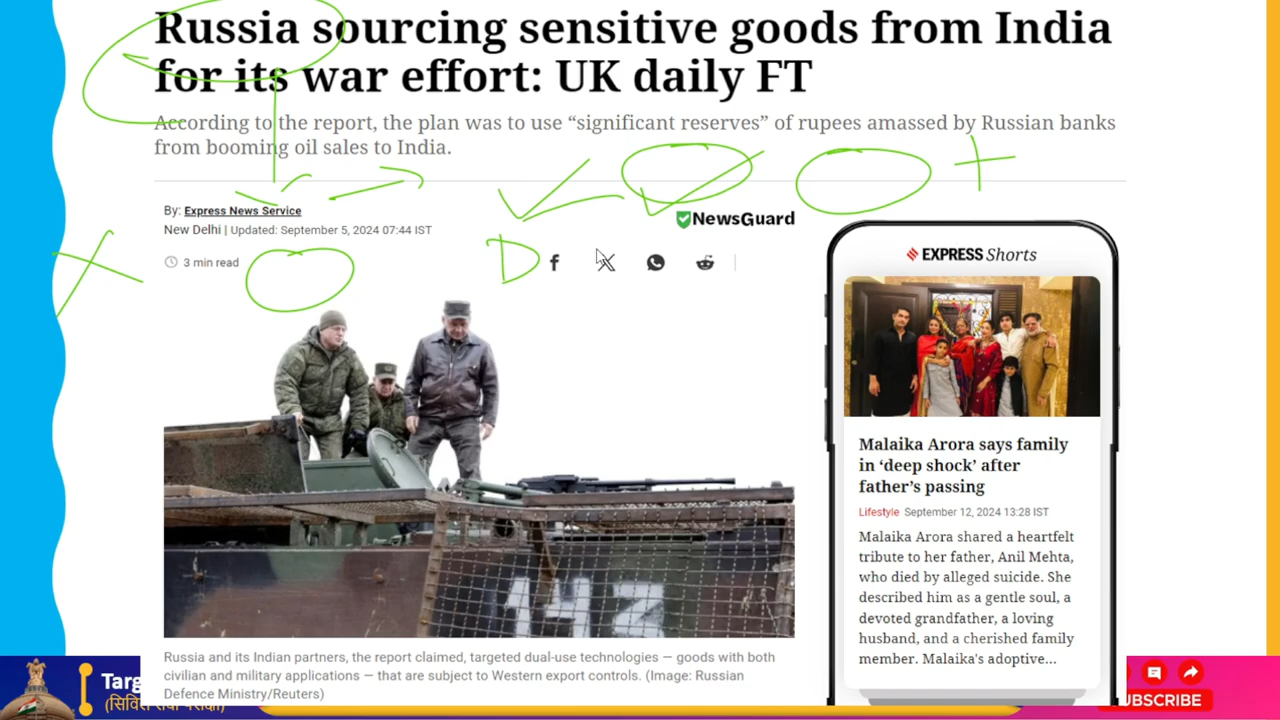 Russia sourcing sensitive goods from India
for its war effort: UK daily FT
According to the report, the plan was to use “significant reserves” of rupees amassed by Russian banks
from booming oil sales to India.
By: Express News Service
New Delhi | Updated: September 5, 2024 07:44 IST
3 min read
NewsGuard
D
EXPRESS Shorts
Malaika Arora says family
in ‘deep shock’ after
father’s passing
Lifestyle September 12, 2024 13:28 IST
Malaika Arora shared a heartfelt
tribute to her father, Anil Mehta,
who died by alleged suicide. She
described him as a gentle soul, a
devoted grandfather, a loving
husband, and a cherished family
member. Malaika's adoptive...
Russia and its Indian partners, the report claimed, targeted dual-use technologies — goods with both
civilian and military applications — that are subject to Western export controls. (Image: Russian
Defence Ministry/Reuters)